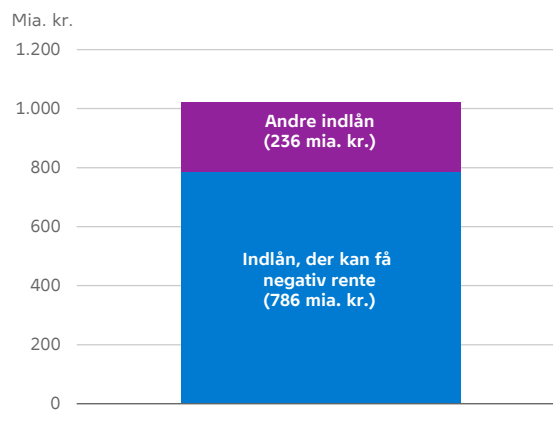 Mia. kr.
1.200
1.000
800
600
400
200
0
Andre indlån
(236 mia. kr.)
Indlån, der kan få
negativ rente
(786 mia. kr.)